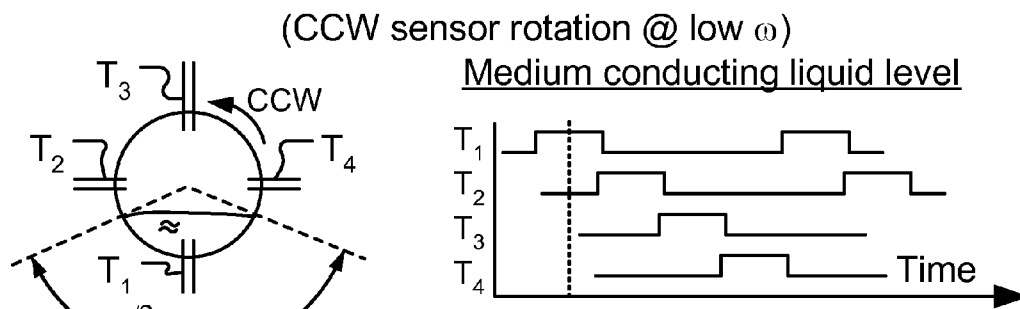 (CCW sensor rotation @ low ω)
Medium conducting liquid level
T3
CCW
T2
T4
≈
T1
T1
T2
T3
T4
Time